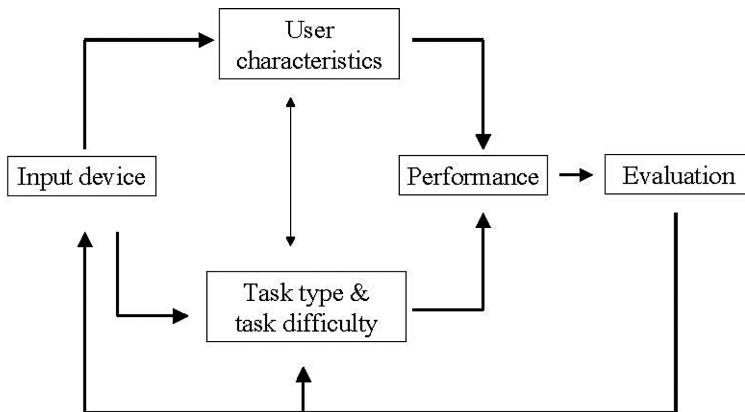 User
characteristics
Input device
Performance
Evaluation
Task type &
task difficulty